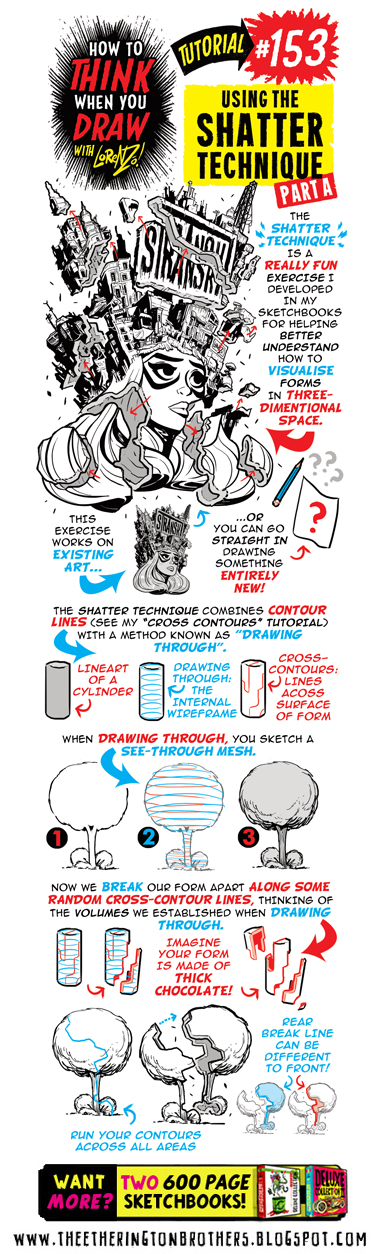 HOW TO
THINK
WHEN YOU
DRAW
WITH LORENZO!
TUTORIAL
#153
USING THE
SHATTER
TECHNIQUE
PART A
THE
SHATTER
TECHNIQUE
IS A
REALLY FUN
EXERCISE I
DEVELOPED
IN MY
SKETCHBOOKS
FOR HELPING
BETTER
UNDERSTAND
HOW TO
VISUALISE
FORMS
IN THREE-
DIMENTIONAL
SPACE.
??
?
THIS
EXERCISE
WORKS ON
EXISTING
ART...
...OR
YOU CAN GO
STRAIGHT IN
DRAWING
SOMETHING
ENTIRELY
NEW!
THE SHATTER TECHNIQUE COMBINES CONTOUR
LINES (SEE MY "CROSS CONTOURS" TUTORIAL)
WITH A METHOD KNOWN AS "DRAWING
THROUGH".
LINEART
OF A
CYLINDER
DRAWING
THROUGH:
THE
INTERNAL
WIREFRAME
CROSS-
CONTOURS:
LINES
ACOSS
SURFACE
OF FORM
WHEN DRAWING THROUGH, YOU SKETCH A
SEE-THROUGH MESH.
1
2
3
NOW WE BREAK OUR FORM APART ALONG SOME
RANDOM CROSS-CONTOUR LINES, THINKING OF
THE VOLUMES WE ESTABLISHED WHEN DRAWING
THROUGH.
IMAGINE
YOUR FORM
IS MADE OF
THICK
CHOCOLATE!
REAR
BREAK LINE
CAN BE
DIFFERENT
TO FRONT!
RUN YOUR CONTOURS
ACROSS ALL AREAS
WANT
MORE?
TWO 600 PAGE
SKETCHBOOKS!
DELUXE
COLLECTION
WWW.THEETHERINGTONBROTHERS.BLOGSPOT.COM